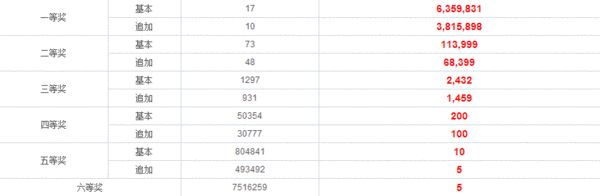 一等奖 基本 17 6,359,831
追加 10 3,815,898
二等奖 基本 73 113,999
追加 48 68,399
三等奖 基本 1297 2,432
追加 931 1,459
四等奖 基本 50354 200
追加 30777 100
五等奖 基本 804841 10
追加 493492 5
六等奖 7516259 5